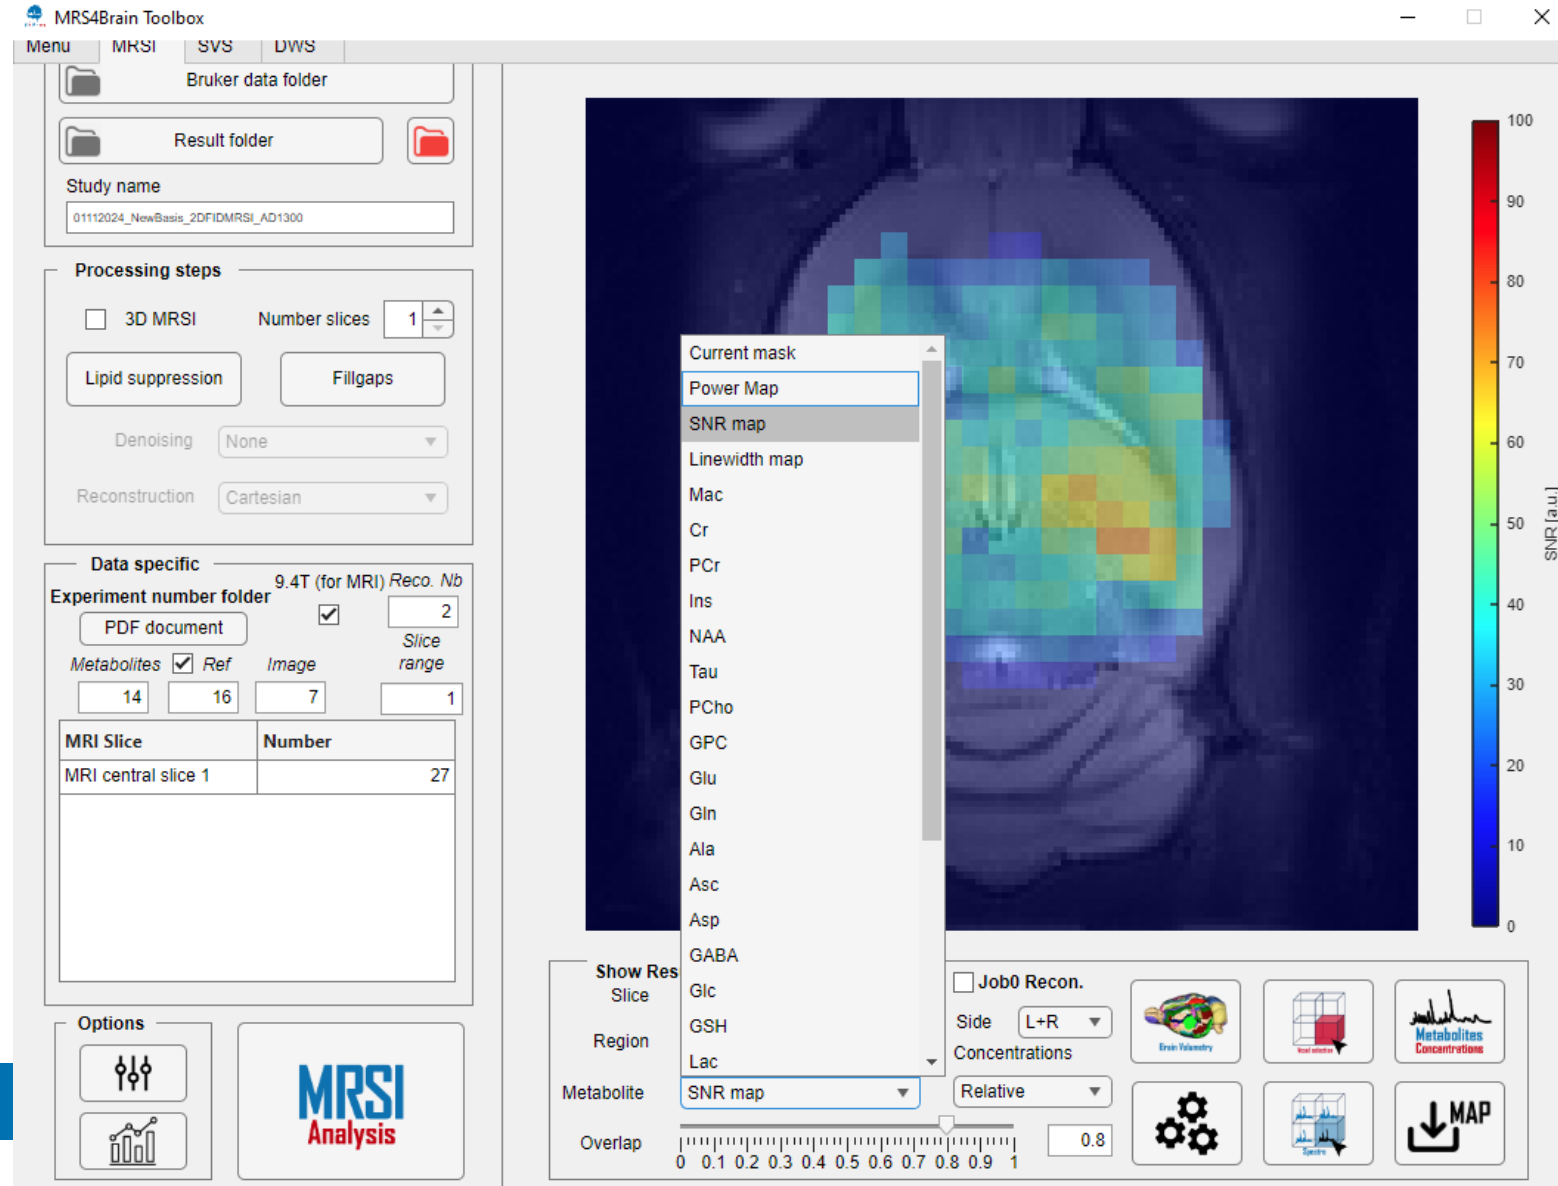 MRS4Brain Toolbox
Menu MRSI SVS DWS
Bruker data folder
Result folder
Study name
01112024_NewBasis_2DFIDMRSI_AD1300
Processing steps
3D MRSI Number slices 1
Lipid suppression Fillgaps
Denoising None
Reconstruction Cartesian
Data specific
Experiment number folder 9.4T (for MRI) Reco. Nb
PDF document 2
Metabolites Ref Image Slice range
14 16 7 1
MRI Slice Number
MRI central slice 1 27
Options
MRSI
Analysis
100
90
80
70
60
50
40
30
20
10
0
SNR [a.u.]
Current mask
Power Map
SNR map
Linewidth map
Mac
Cr
PCr
Ins
NAA
Tau
PCho
GPC
Glu
Gln
Ala
Asc
Asp
GABA
Glc
GSH
Lac
Show Res
Slice
Region
Metabolite SNR map
Overlap 0 0.1 0.2 0.3 0.4 0.5 0.6 0.7 0.8 0.9 1
0.8
Job0 Recon.
Side L+R
Concentrations
Relative
Brain Volumetry
Voxel selection
Metabolites
Concentrations
Spectra
MAP